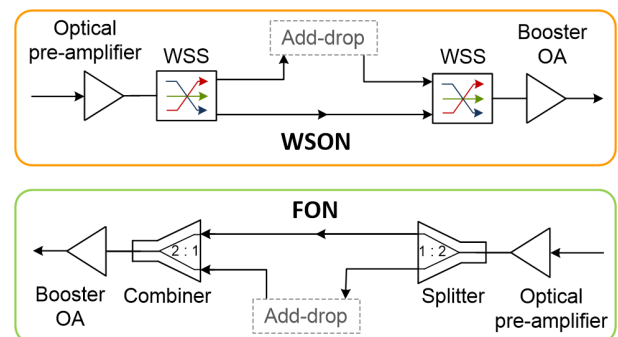 Optical
pre-amplifier
WSS
Add-drop
WSS
Booster
OA
WSON
FON
2 : 1
1 : 2
Booster
OA
Combiner
Add-drop
Splitter
Optical
pre-amplifier